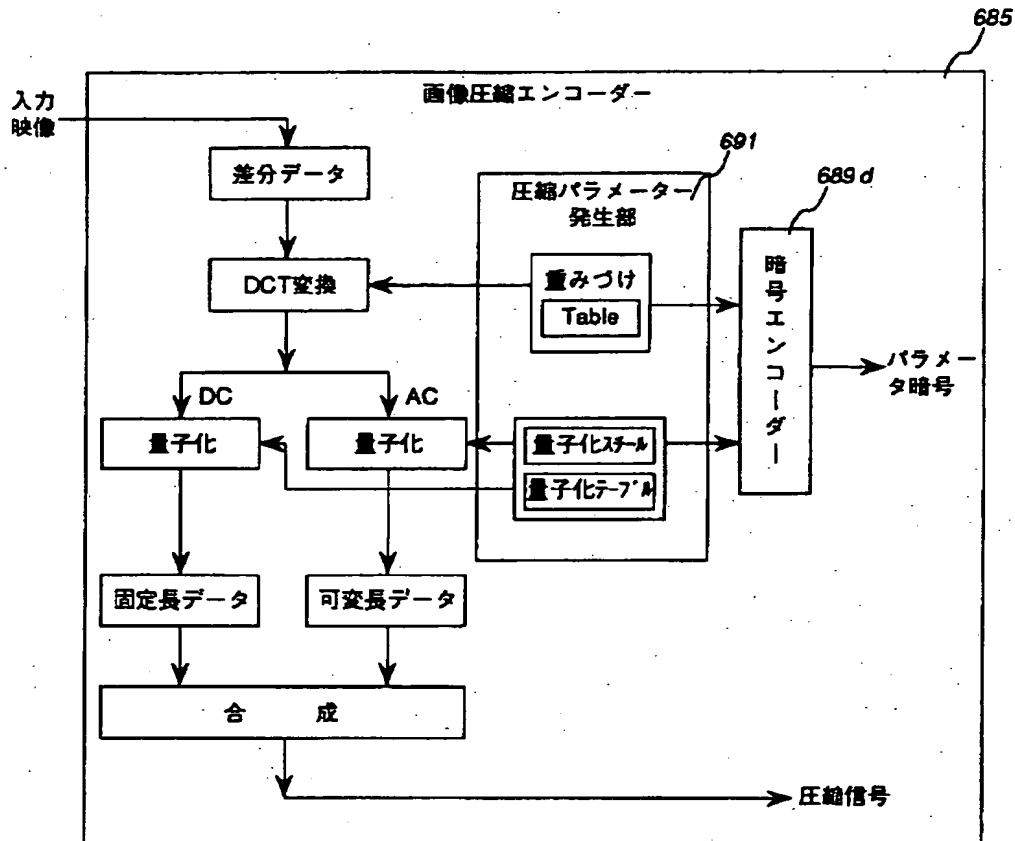 685
画像圧縮エンコーダー
入力
映像
691
差分データ
圧縮パラメーター
発生部
689d
DCT変換
重みづけ
Table
暗号エンコーダー
パラメー
タ暗号
DC
AC
量子化
量子化
量子化スチール
量子化テーブル
固定長データ
可変長データ
合 成
圧縮信号